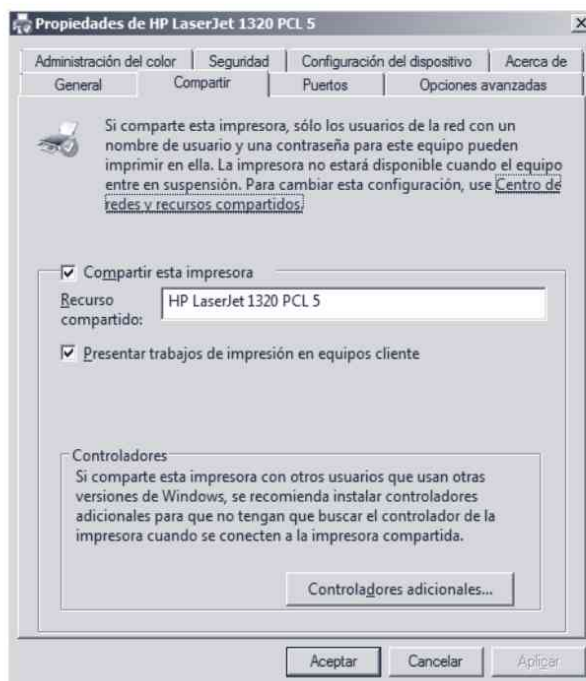 Propiedades de HP LaserJet 1320 PCL 5
Administración del color Seguridad Configuración del dispositivo Acerca de
General Compartir Puertos Opciones avanzadas
Si comparte esta impresora, sólo los usuarios de la red con un
nombre de usuario y una contraseña para este equipo pueden
imprimir en ella. La impresora no estará disponible cuando el equipo
entre en suspensión. Para cambiar esta configuración, use Centro de
redes y recursos compartidos.
Compartir esta impresora
Recurso
compartido:
HP LaserJet 1320 PCL 5
Presentar trabajos de impresión en equipos cliente
Controladores
Si comparte esta impresora con otros usuarios que usan otras
versiones de Windows, se recomienda instalar controladores
adicionales para que no tengan que buscar el controlador de la
impresora cuando se conecten a la impresora compartida.
Controladores adicionales...
Aceptar Cancelar Aplicar